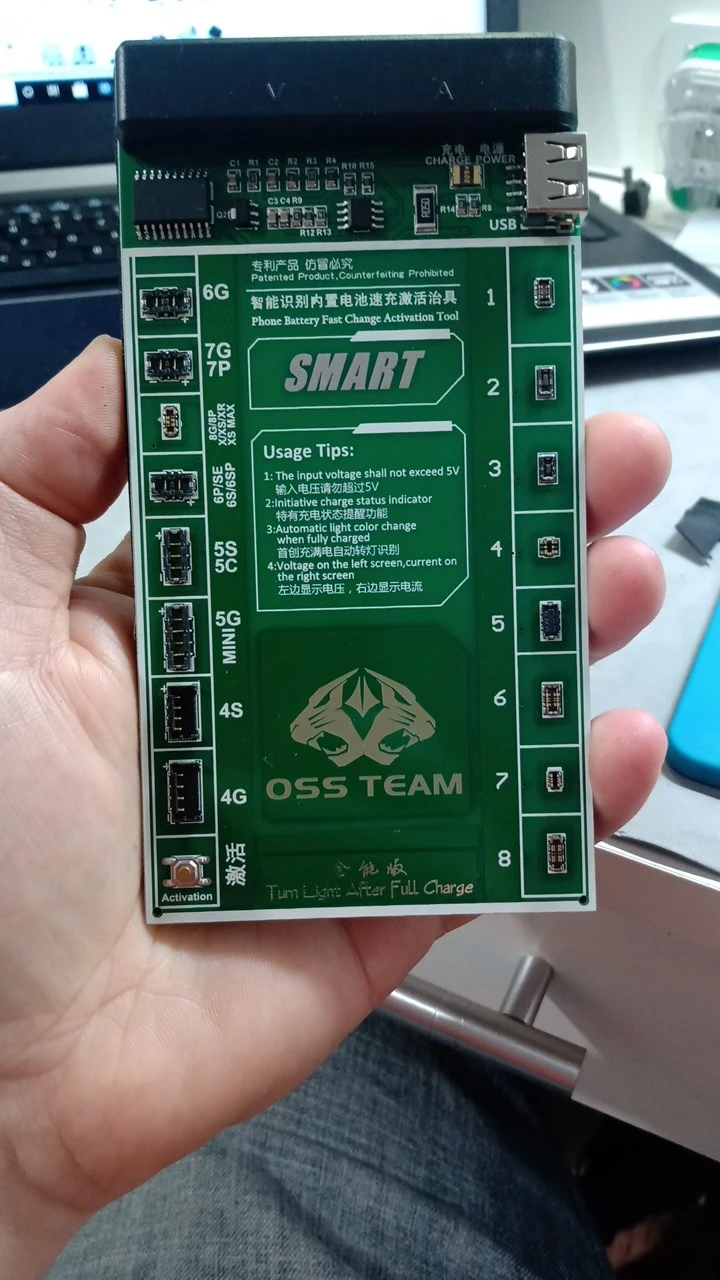 V A
充电 电源
CHARGE POWER
C1 R1 C2 R2 R3 R4 R10 R15
C3 C4 R9
Q2
R12 R13
R050
R14 R8
USB
专利产品 仿冒必究
Patented Product,Counterfeiting Prohibited
智能识别内置电池速充激活治具
Phone Battery Fast Change Activation Tool
SMART
Usage Tips:
1: The input voltage shall not exceed 5V
输入电压请勿超过5V
2:Initiative charge status indicator
特有充电状态提醒功能
3:Automatic light color change
when fully charged
首创充满电自动转灯识别
4:Voltage on the left screen,current on
the right screen
左边显示电压，右边显示电流
OSS TEAM
全能版
Turn Light After Full Charge
6G
7G
7P
8G/8P
X/XS/XR
XS MAX
6P/SE
6S/6SP
5S
5C
5G
MINI
4S
4G
激活
Activation
1
2
3
4
5
6
7
8